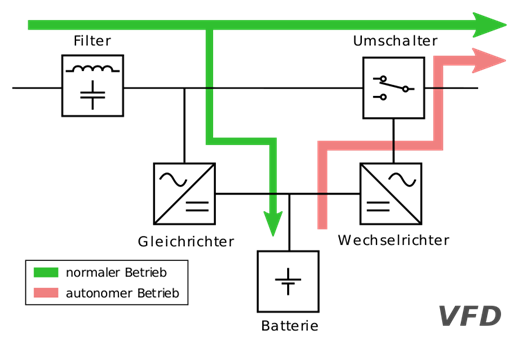 Filter
Umschalter
Gleichrichter
Wechselrichter
normaler Betrieb
autonomer Betrieb
Batterie
VFD